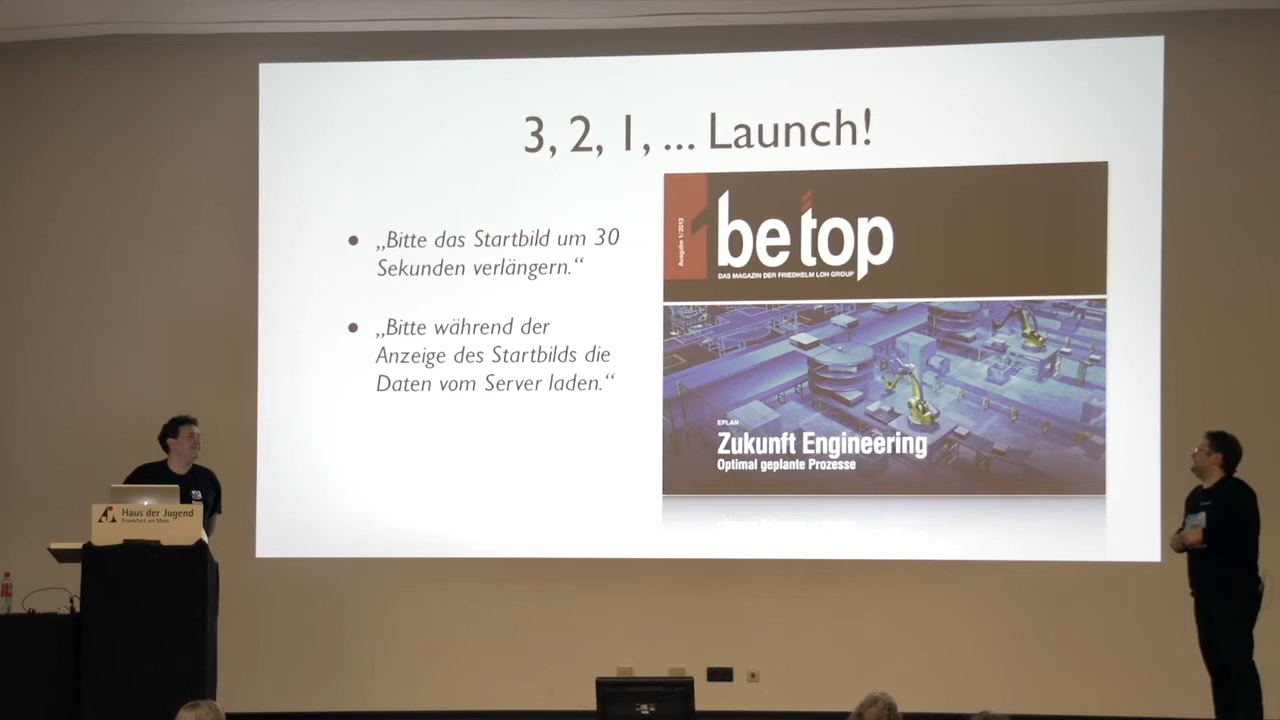 3, 2, 1, ... Launch!
• „Bitte das Startbild um 30
Sekunden verlängern.“
• „Bitte während der
Anzeige des Startbilds die
Daten vom Server laden.“
Ausgabe 1/2012
1
be top
DAS MAGAZIN DER FRIEDHELM LOH GROUP
EPLAN
Zukunft Engineering
Optimal geplante Prozesse
Haus der Jugend
Frankfurt am Main